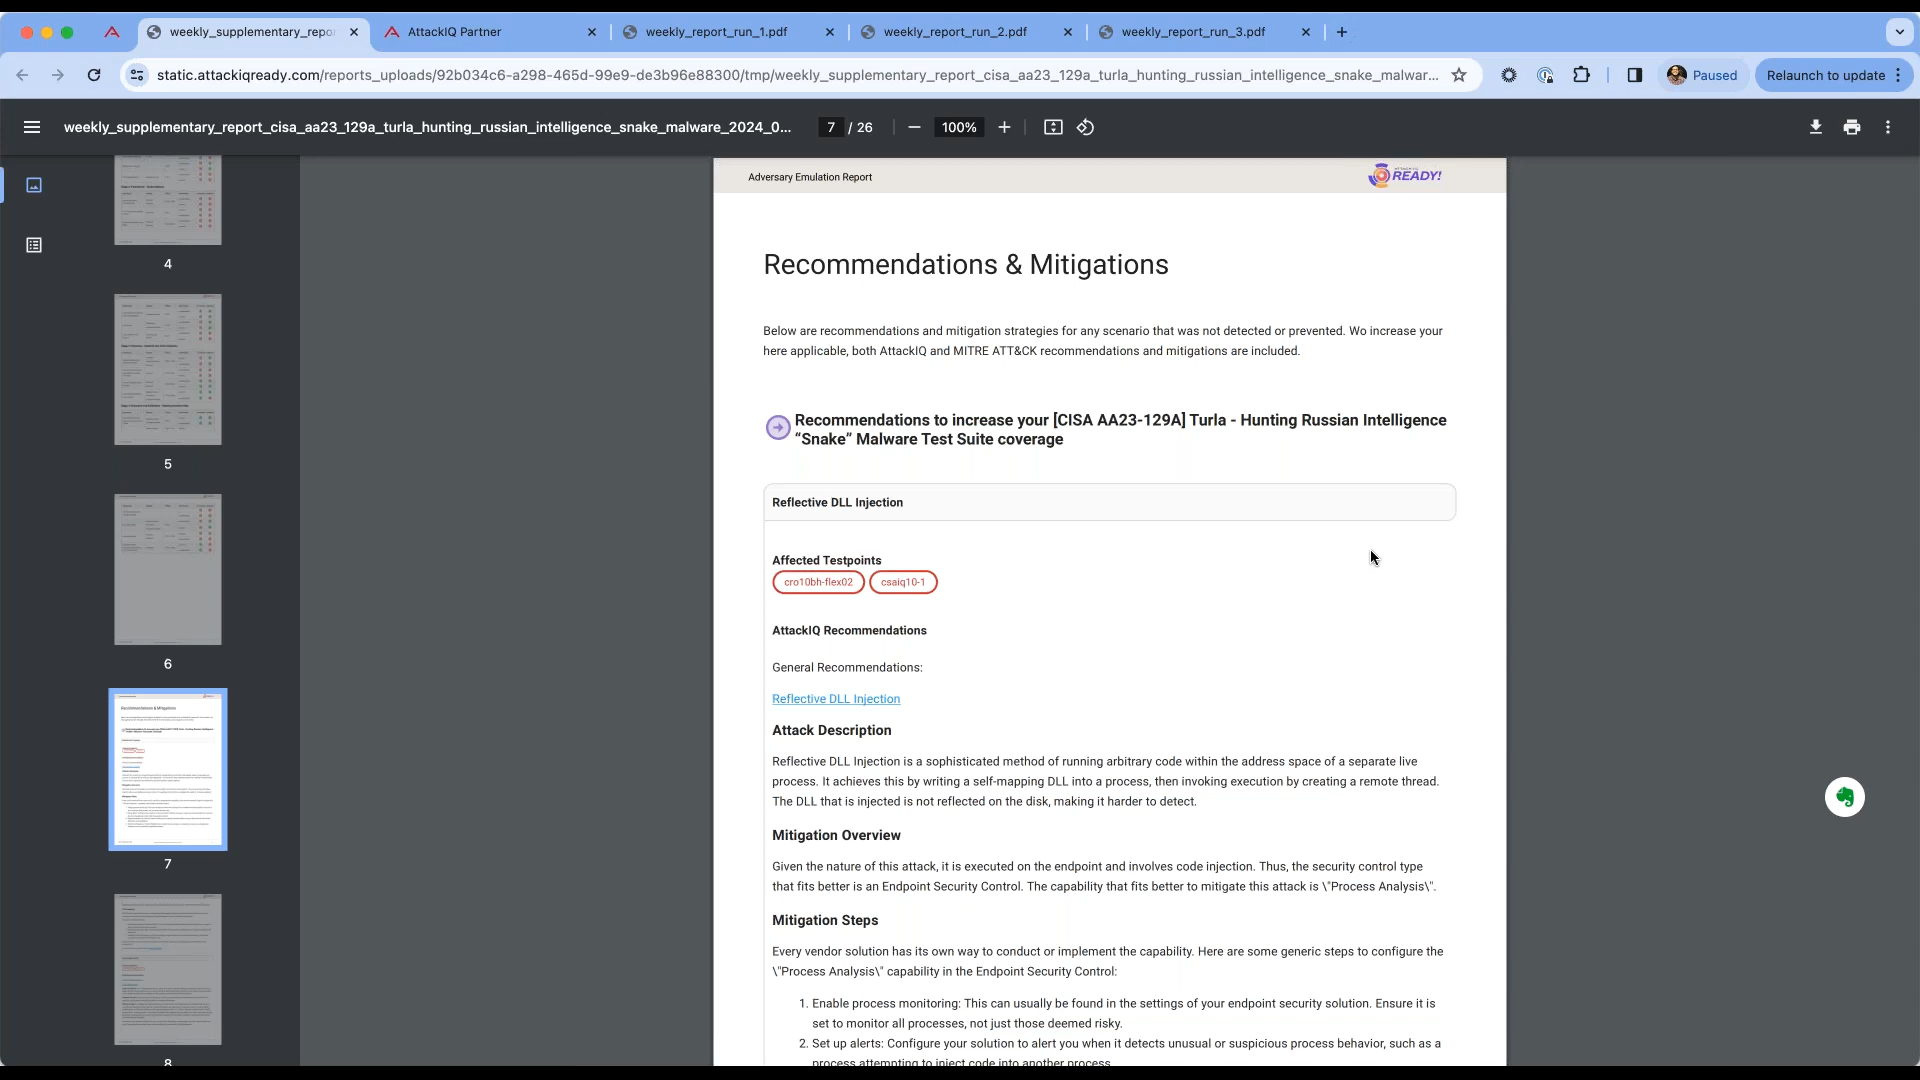 weekly_supplementary_repo
AttackIQ Partner
weekly_report_run_1.pdf
weekly_report_run_2.pdf
weekly_report_run_3.pdf
static.attackiqready.com/reports_uploads/92b034c6-a298-465d-99e9-de3b96e88300/tmp/weekly_supplementary_report_cisa_aa23_129a_turla_hunting_russian_intelligence_snake_malwar...
Paused
Relaunch to update
weekly_supplementary_report_cisa_aa23_129a_turla_hunting_russian_intelligence_snake_malware_2024_0...
7 / 26
100%
4
5
6
7
8
Adversary Emulation Report
READY!
Recommendations & Mitigations
Below are recommendations and mitigation strategies for any scenario that was not detected or prevented. Wo increase your
here applicable, both AttackIQ and MITRE ATT&CK recommendations and mitigations are included.
Recommendations to increase your [CISA AA23-129A] Turla - Hunting Russian Intelligence
“Snake” Malware Test Suite coverage
Reflective DLL Injection
Affected Testpoints
cro10bh-flex02
csaiq10-1
AttackIQ Recommendations
General Recommendations:
Reflective DLL Injection
Attack Description
Reflective DLL Injection is a sophisticated method of running arbitrary code within the address space of a separate live
process. It achieves this by writing a self-mapping DLL into a process, then invoking execution by creating a remote thread.
The DLL that is injected is not reflected on the disk, making it harder to detect.
Mitigation Overview
Given the nature of this attack, it is executed on the endpoint and involves code injection. Thus, the security control type
that fits better is an Endpoint Security Control. The capability that fits better to mitigate this attack is \"Process Analysis\".
Mitigation Steps
Every vendor solution has its own way to conduct or implement the capability. Here are some generic steps to configure the
\"Process Analysis\" capability in the Endpoint Security Control:
1. Enable process monitoring: This can usually be found in the settings of your endpoint security solution. Ensure it is
set to monitor all processes, not just those deemed risky.
2. Set up alerts: Configure your solution to alert you when it detects unusual or suspicious process behavior, such as a
process attempting to inject code into another process.